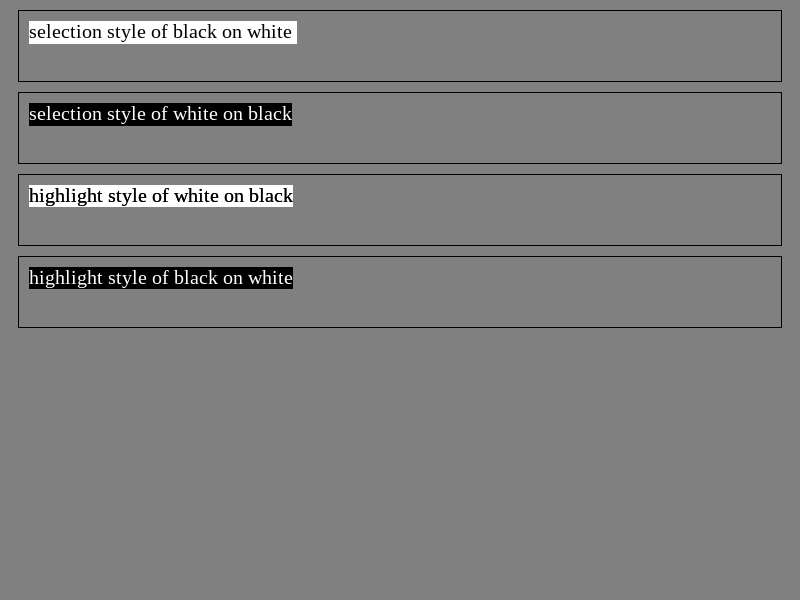 selection style of black on white
selection style of white on black
highlight style of white on black
highlight style of black on white